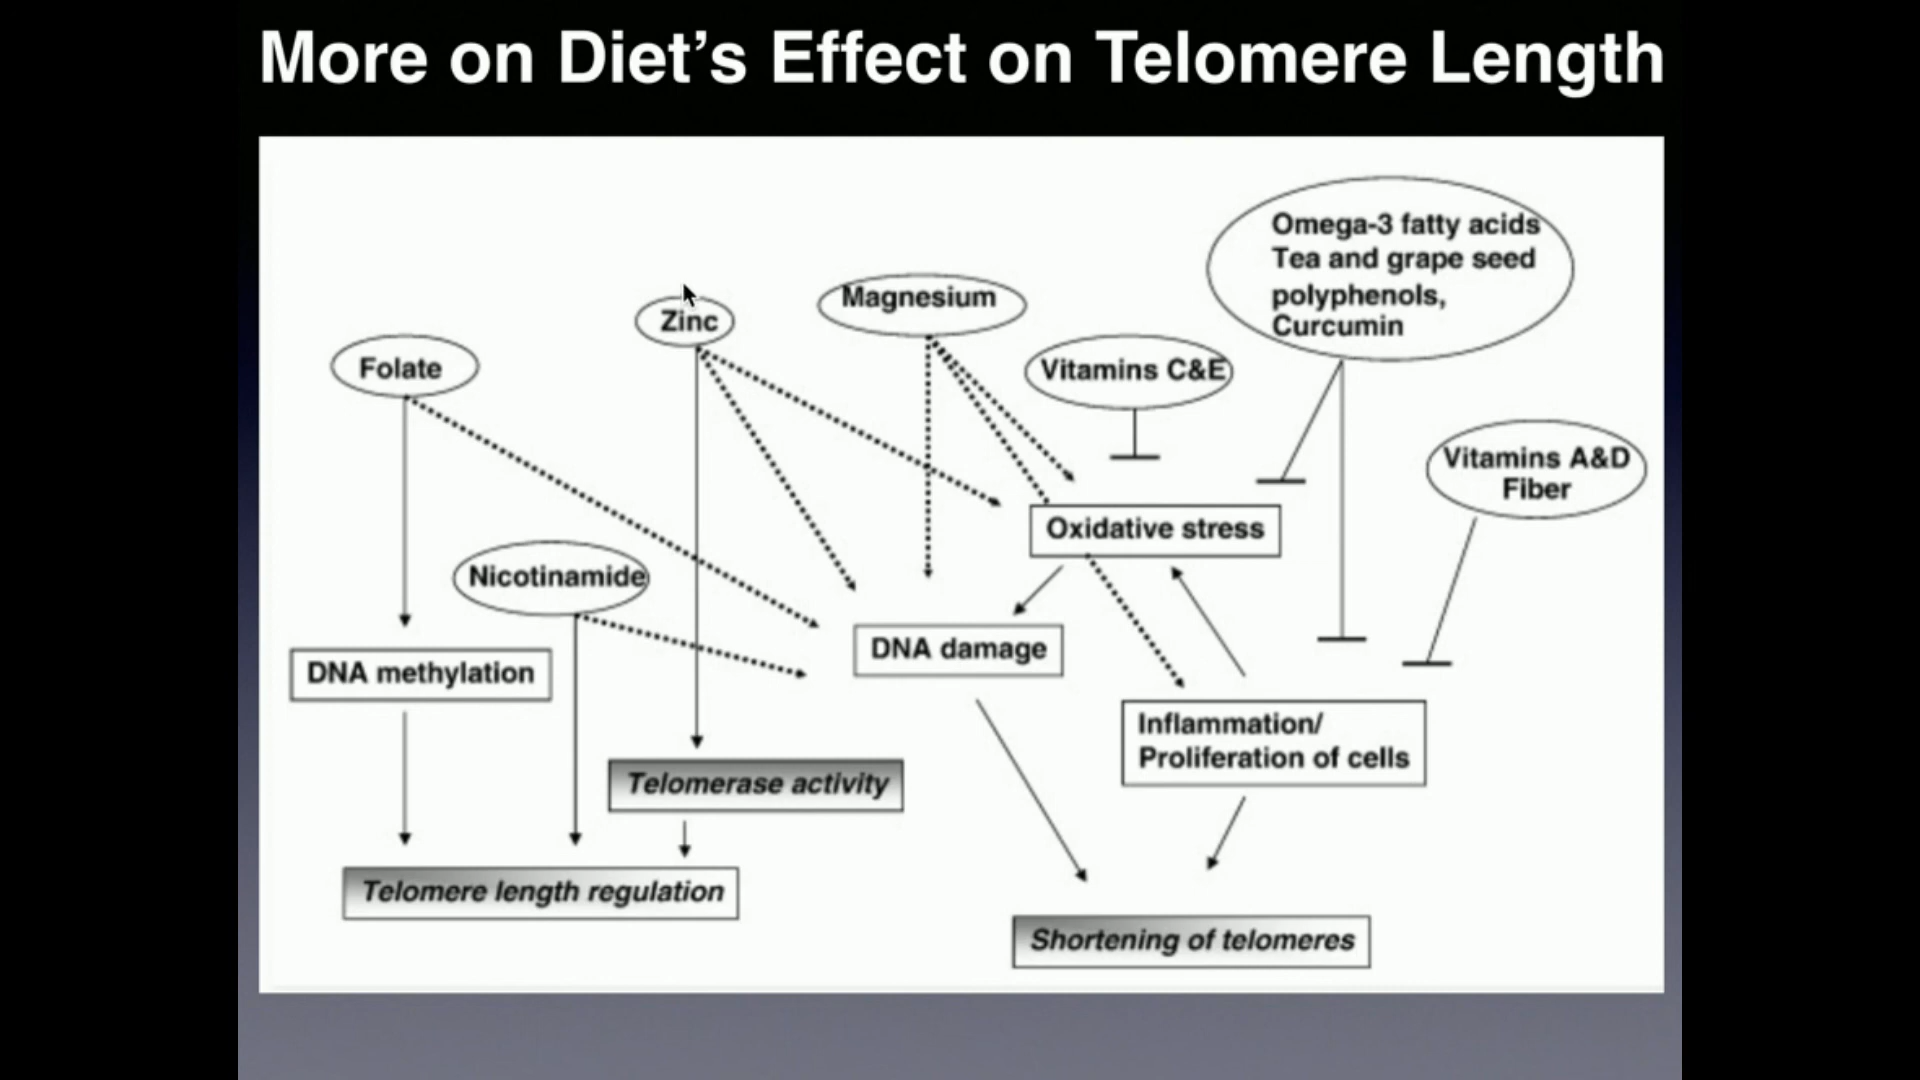 More on Diet’s Effect on Telomere Length
Omega-3 fatty acids
Tea and grape seed
polyphenols,
Curcumin
Magnesium
Zinc
Folate
Vitamins C&E
Vitamins A&D
Fiber
Oxidative stress
Nicotinamide
DNA damage
DNA methylation
Inflammation/
Proliferation of cells
Telomerase activity
Telomere length regulation
Shortening of telomeres